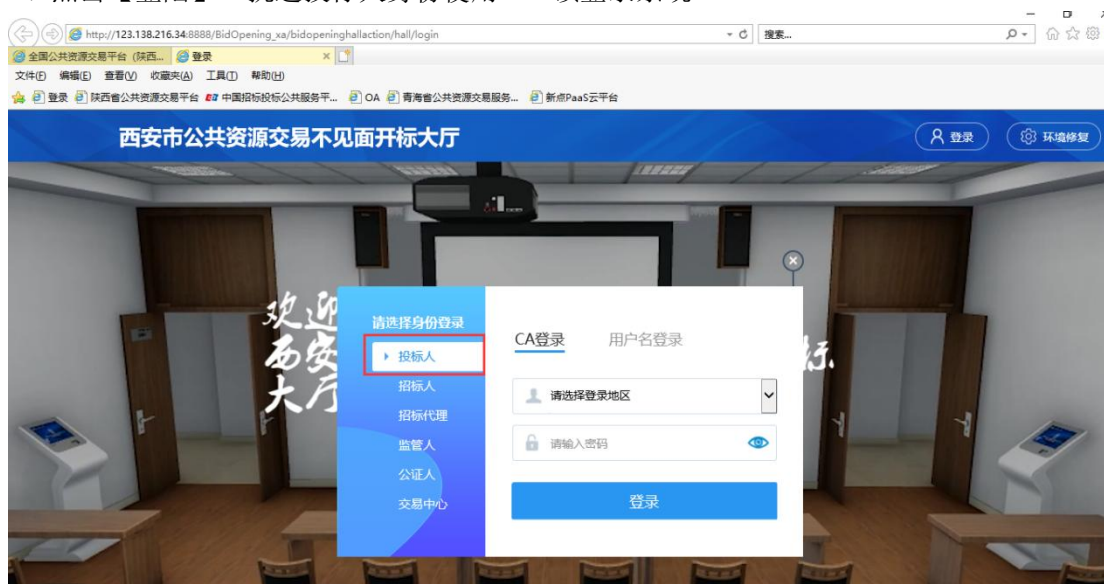 http://123.138.216.34:8888/BidOpening_xa/bidopeninghallaction/hall/login
搜索...
全国公共资源交易平台 (陕西...
登录
文件(F) 编辑(E) 查看(V) 收藏夹(A) 工具(T) 帮助(H)
登录 陕西省公共资源交易平台 中国招标投标公共服务平... OA 青海省公共资源交易服务... 新点PaaS云平台
西安市公共资源交易不见面开标大厅
登录
环境修复
欢迎
西安
大厅
标
请选择身份登录
投标人
招标人
招标代理
监管人
公证人
交易中心
CA登录 用户名登录
请选择登录地区
请输入密码
登录